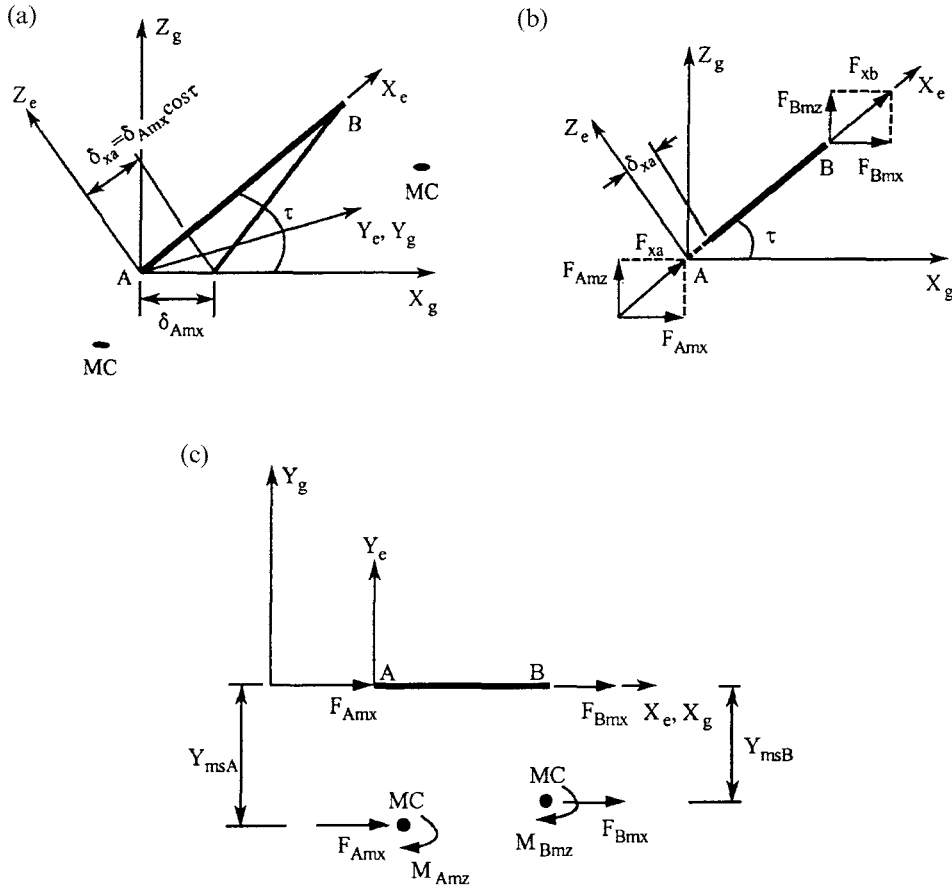 (a)
Z_g
Z_e
δ_xa=δ_Amx cosτ
X_e
B
MC
τ
Y_e, Y_g
A
X_g
δ_Amx
MC
(b)
Z_g
F_xb
X_e
F_Bmz
Z_e
δ_xa
B
F_Bmx
τ
F_xa
A
F_Amz
X_g
F_Amx
(c)
Y_g
Y_e
A
B
F_Amx
F_Bmx
X_e, X_g
Y_msA
Y_msB
MC
MC
F_Amx
M_Amz
M_Bmz
F_Bmx